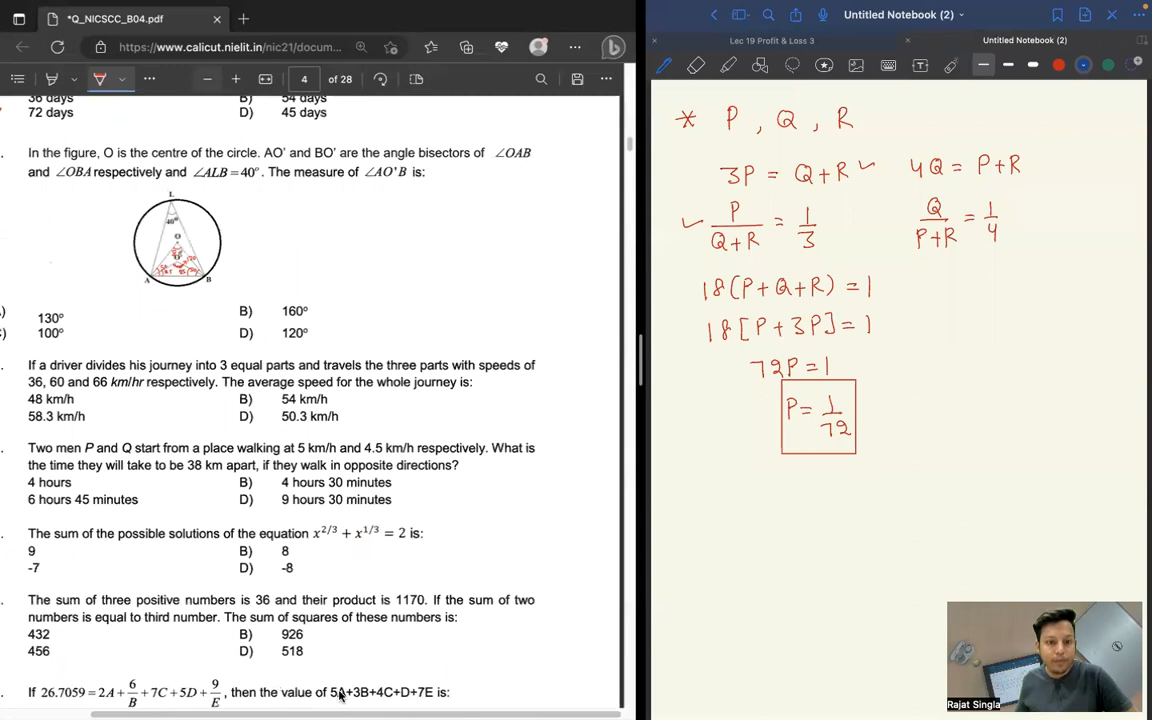 *Q_NICSCC_B04.pdf
https://www.calicut.nielit.in/nic21/docum...
4 of 28
36 days B) 54 days
72 days D) 45 days
In the figure, O is the centre of the circle. AO' and BO' are the angle bisectors of ∠OAB
and ∠OBA respectively and ∠ALB = 40°. The measure of ∠AO'B is:
L
40°
O
A B
130° B) 160°
100° D) 120°
If a driver divides his journey into 3 equal parts and travels the three parts with speeds of
36, 60 and 66 km/hr respectively. The average speed for the whole journey is:
48 km/h B) 54 km/h
58.3 km/h D) 50.3 km/h
Two men P and Q start from a place walking at 5 km/h and 4.5 km/h respectively. What is
the time they will take to be 38 km apart, if they walk in opposite directions?
4 hours B) 4 hours 30 minutes
6 hours 45 minutes D) 9 hours 30 minutes
The sum of the possible solutions of the equation x^{2/3} + x^{1/3} = 2 is:
9 B) 8
-7 D) -8
The sum of three positive numbers is 36 and their product is 1170. If the sum of two
numbers is equal to third number. The sum of squares of these numbers is:
432 B) 926
456 D) 518
If 26.7059 = 2A + 6/B + 7C + 5D + 9/E, then the value of 5A+3B+4C+D+7E is:
Untitled Notebook (2)
Lec 19 Profit & Loss 3 Untitled Notebook (2)
* P, Q, R
3P = Q+R ✓ 4Q = P+R
✓ P/(Q+R) = 1/3 Q/(P+R) = 1/4
18(P+Q+R) = 1
18[P+3P] = 1
72P = 1
P = 1/72
Rajat Singla